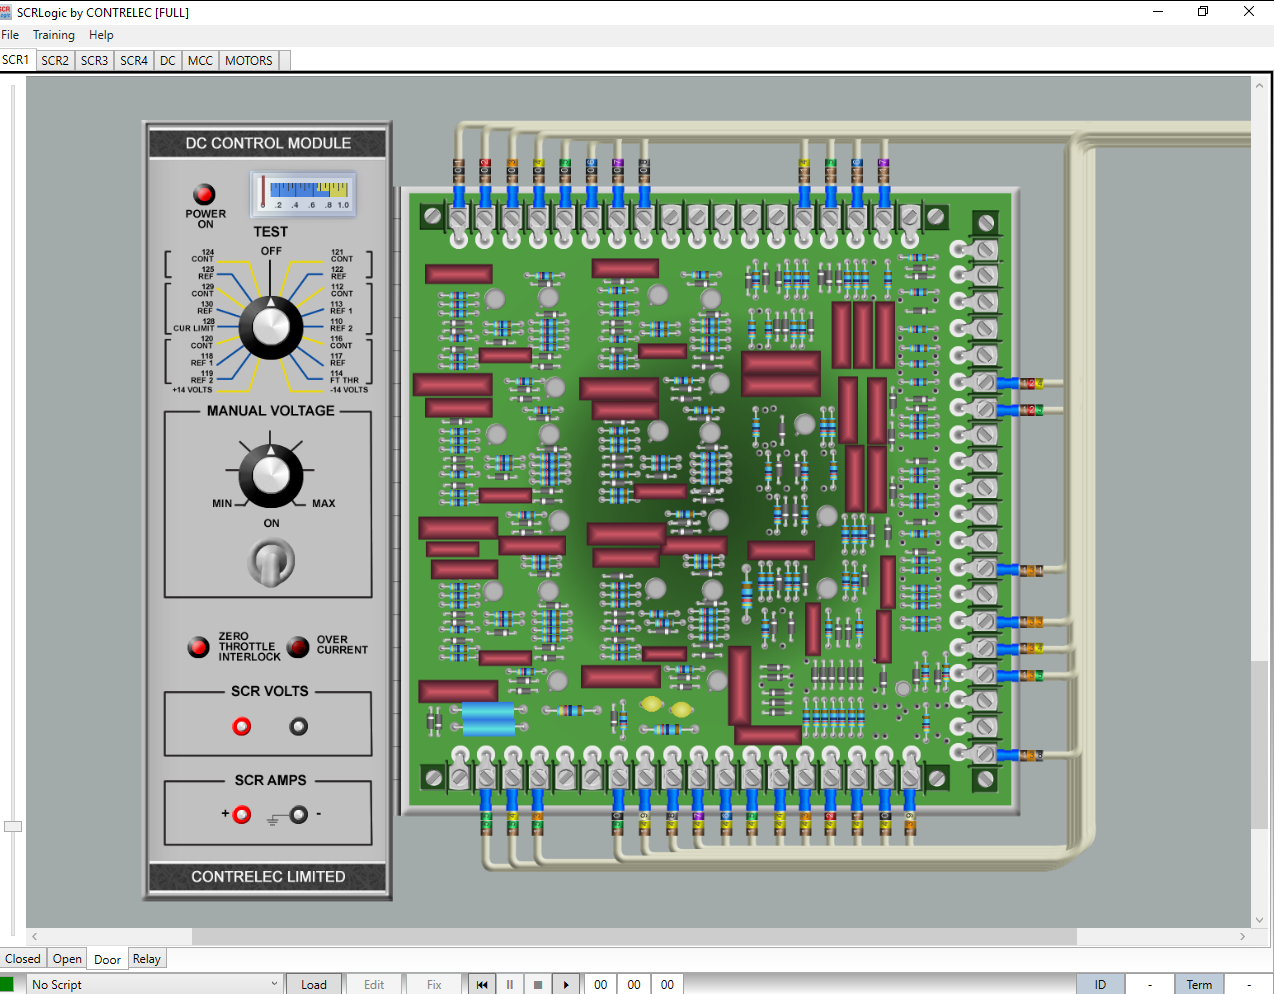 SCRLogic by CONTRELEC [FULL]
File Training Help
SCR1 SCR2 SCR3 SCR4 DC MCC MOTORS
DC CONTROL MODULE
POWER
ON
0 .2 .4 .6 .8 1.0
TEST
OFF
124
CONT
125
REF
129
CONT
130
REF
128
CUR LIMIT
120
CONT
118
REF 1
119
REF 2
+14 VOLTS
121
CONT
122
REF
112
CONT
113
REF 1
110
REF 2
116
CONT
117
REF
114
FT THR
-14 VOLTS
MANUAL VOLTAGE
MIN MAX
ON
ZERO
THROTTLE
INTERLOCK
OVER
CURRENT
SCR VOLTS
SCR AMPS
+ -
CONTRELEC LIMITED
Closed Open Door Relay
No Script Load Edit Fix 00 00 00 ID - Term -